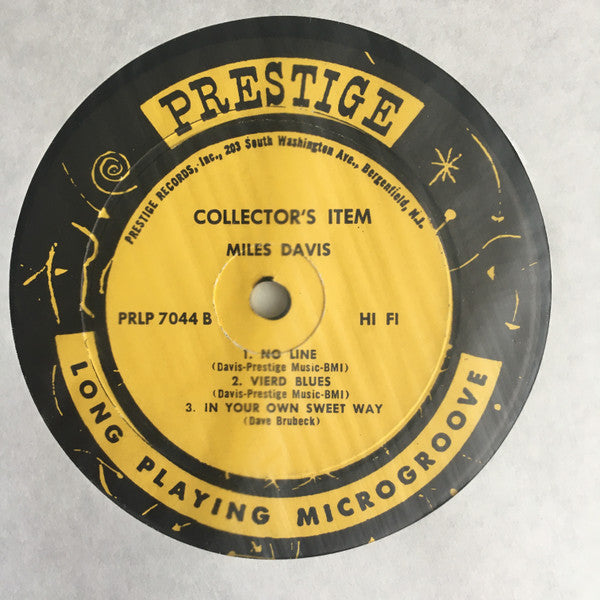 PRESTIGE
PRESTIGE RECORDS, Inc., 203 South Washington Ave., Bergenfield, N.J.
COLLECTOR'S ITEM
MILES DAVIS
PRLP 7044 B HI FI
1. NO LINE
(Davis-Prestige Music-BMI)
2. VIERD BLUES
(Davis-Prestige Music-BMI)
3. IN YOUR OWN SWEET WAY
(Dave Brubeck)
LONG PLAYING MICROGROOVE